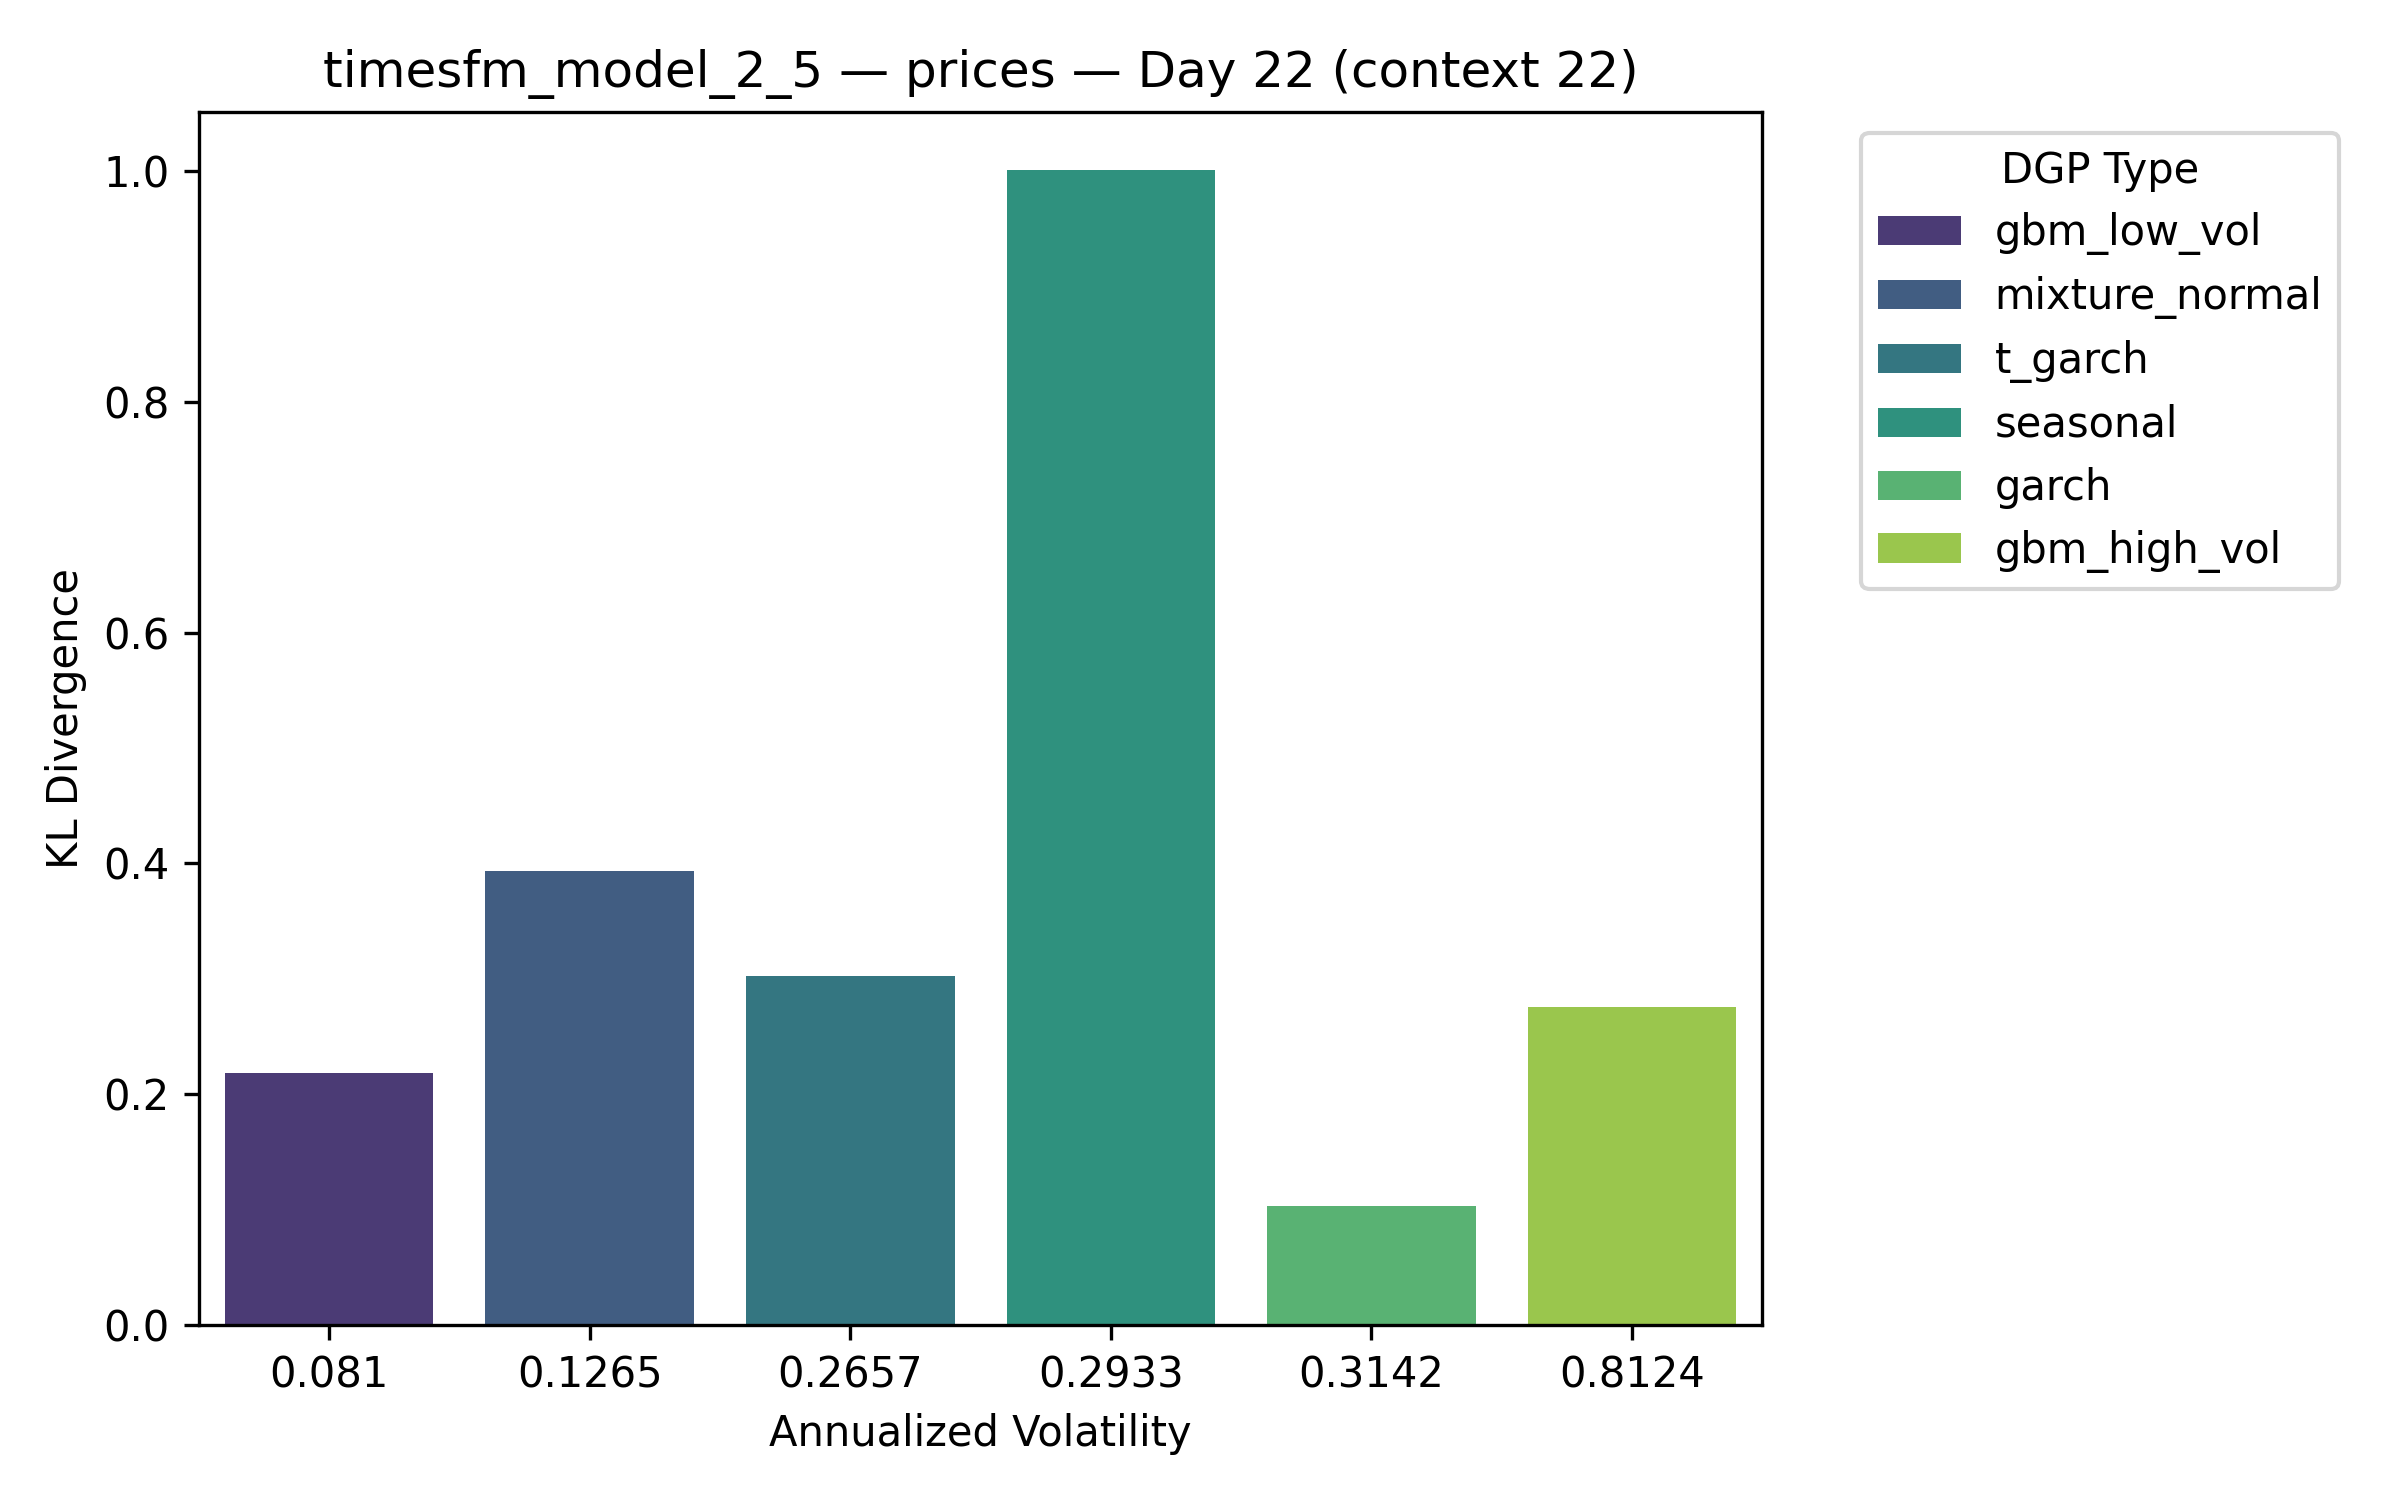 timesfm_model_2_5 — prices — Day 22 (context 22)
KL Divergence
1.0
0.8
0.6
0.4
0.2
0.0
0.081 0.1265 0.2657 0.2933 0.3142 0.8124
Annualized Volatility
DGP Type
gbm_low_vol
mixture_normal
t_garch
seasonal
garch
gbm_high_vol